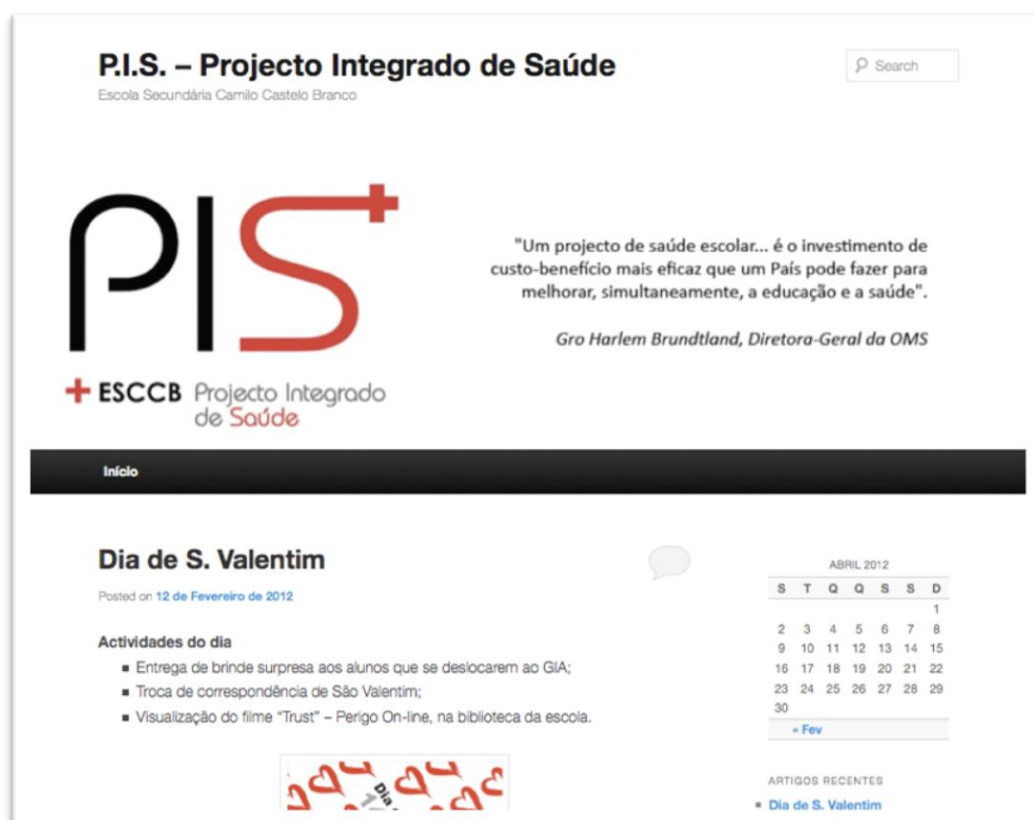 P.I.S. – Projecto Integrado de Saúde
Escola Secundária Camilo Castelo Branco
Search
PIS
"Um projecto de saúde escolar... é o investimento de
custo-benefício mais eficaz que um País pode fazer para
melhorar, simultaneamente, a educação e a saúde".
Gro Harlem Brundtland, Diretora-Geral da OMS
+ ESCCB Projecto Integrado
de Saúde
Início
Dia de S. Valentim
Posted on 12 de Fevereiro de 2012
Actividades do dia
▪ Entrega de brinde surpresa aos alunos que se deslocarem ao GIA;
▪ Troca de correspondência de São Valentim;
▪ Visualização do filme “Trust” – Perigo On-line, na biblioteca da escola.
Dia
ABRIL 2012
S T Q Q S S D
1
2 3 4 5 6 7 8
9 10 11 12 13 14 15
16 17 18 19 20 21 22
23 24 25 26 27 28 29
30
« Fev
ARTIGOS RECENTES
▪ Dia de S. Valentim